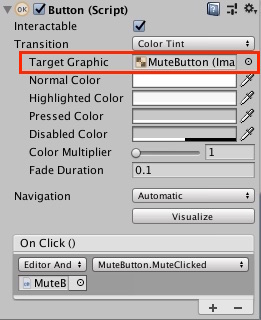 OK Button (Script)
Interactable
Transition Color Tint
Target Graphic MuteButton (Ima
Normal Color
Highlighted Color
Pressed Color
Disabled Color
Color Multiplier 1
Fade Duration 0.1
Navigation Automatic
Visualize
On Click ()
Editor And MuteButton.MuteClicked
MuteB
+ −